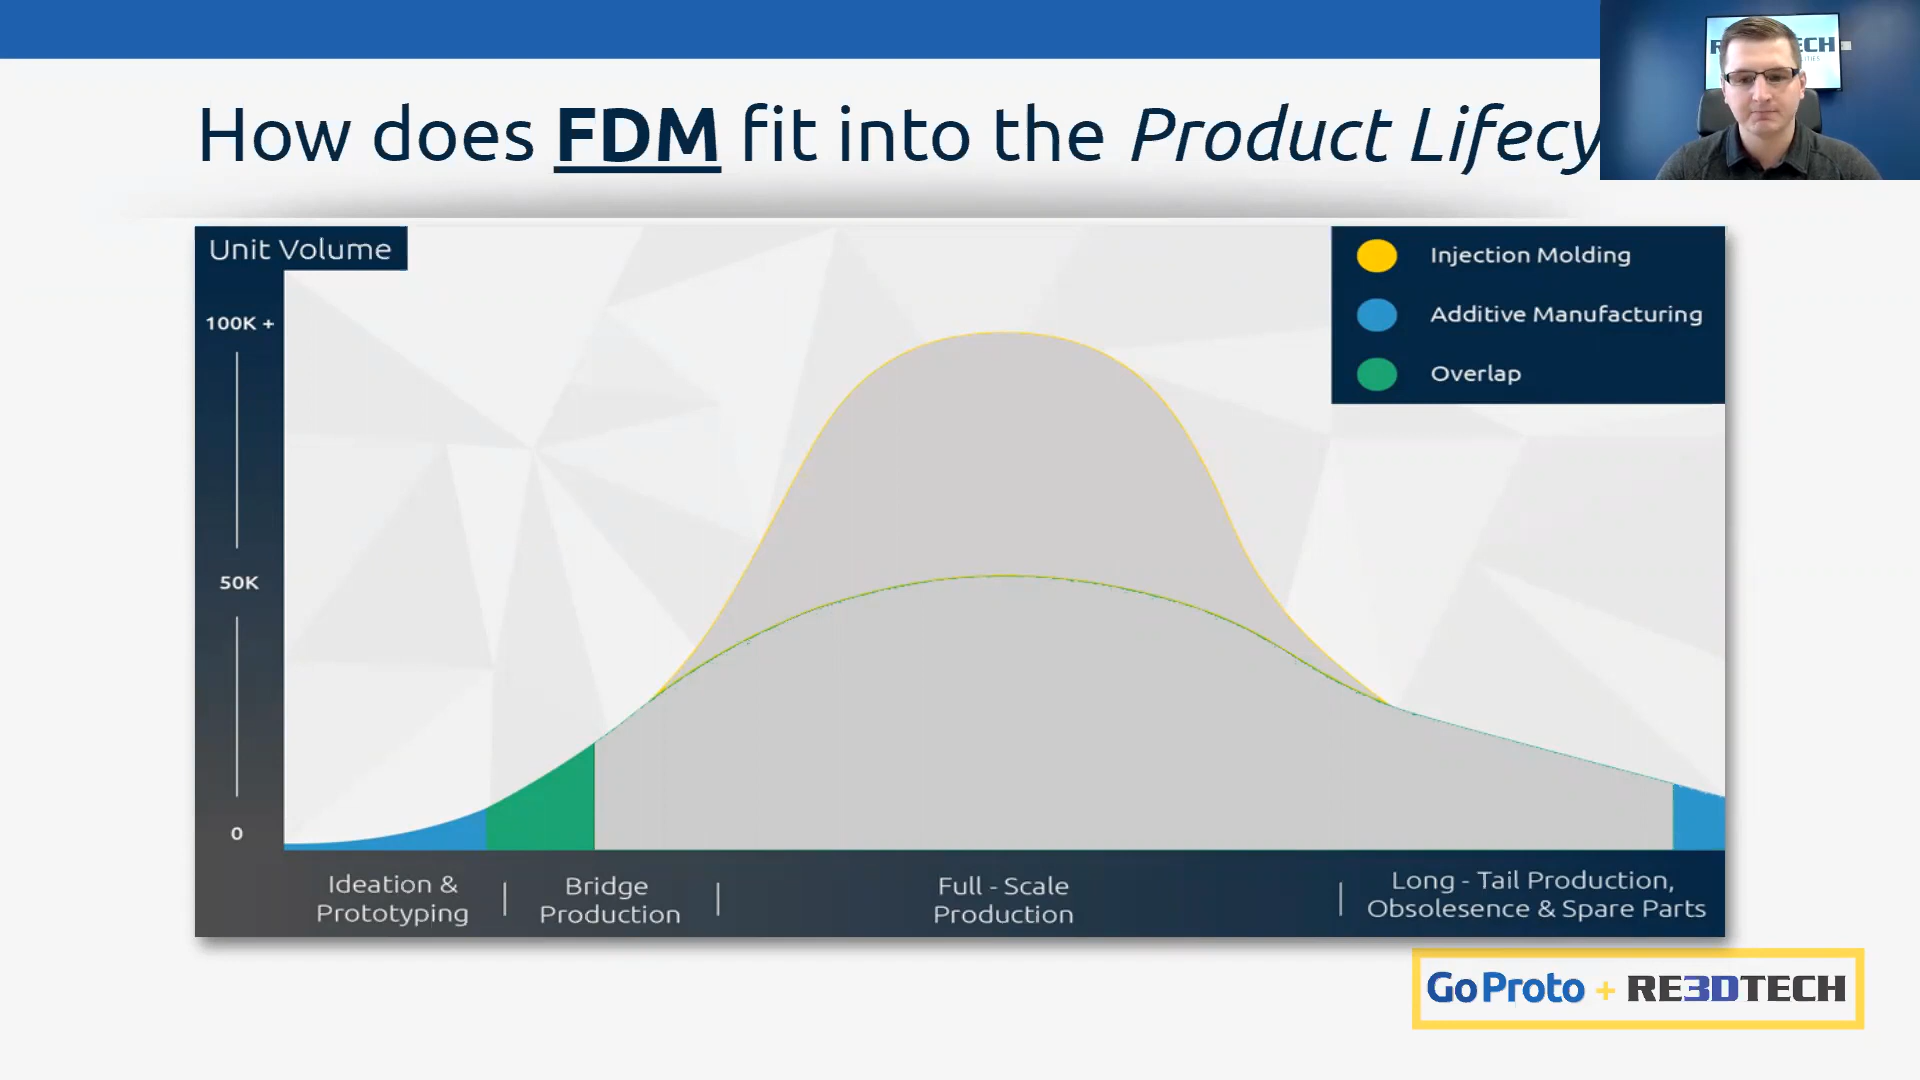 How does FDM fit into the Product Lifecy
Unit Volume
100K +
50K
0
Injection Molding
Additive Manufacturing
Overlap
Ideation &
Prototyping
Bridge
Production
Full - Scale
Production
Long - Tail Production,
Obsolesence & Spare Parts
GoProto + RE3DTECH